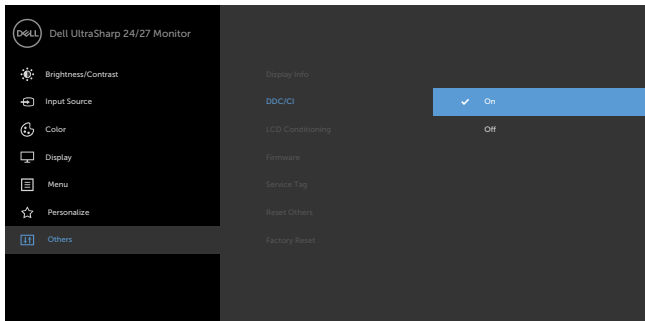 DELL Dell UltraSharp 24/27 Monitor
Brightness/Contrast Display Info
Input Source DDC/CI On
Color LCD Conditioning Off
Display Firmware
Menu Service Tag
Personalize Reset Others
Others Factory Reset